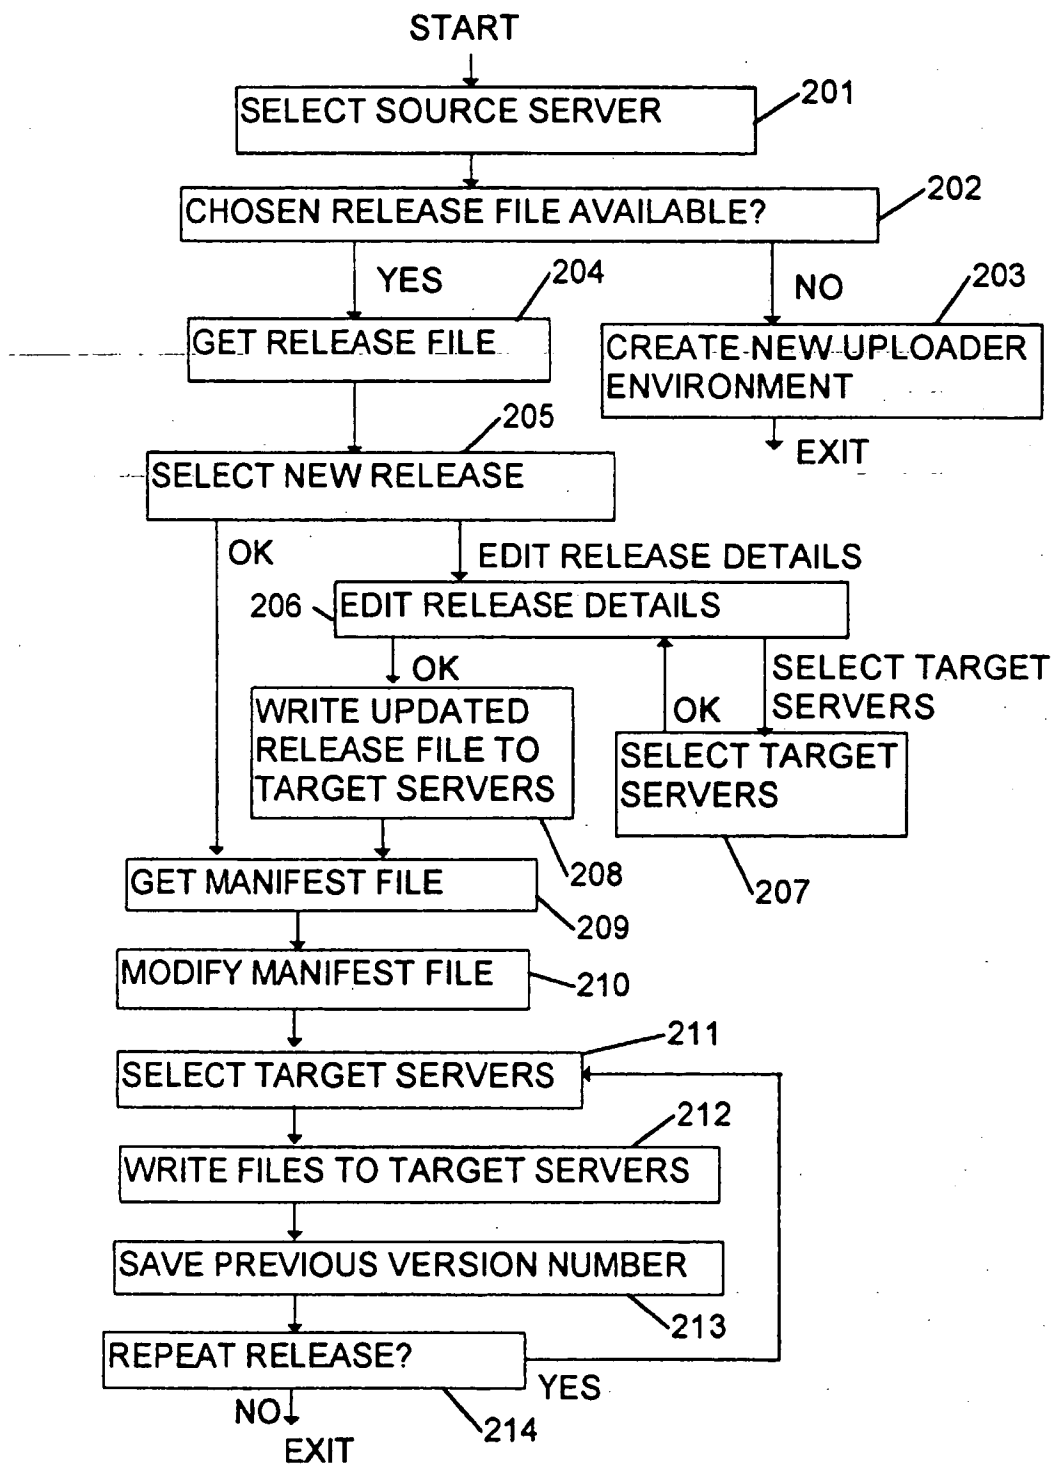 START
SELECT SOURCE SERVER
201
CHOSEN RELEASE FILE AVAILABLE?
202
YES
204
NO
203
GET RELEASE FILE
CREATE NEW UPLOADER
ENVIRONMENT
205
EXIT
SELECT NEW RELEASE
OK
EDIT RELEASE DETAILS
206
EDIT RELEASE DETAILS
OK
OK
SELECT TARGET
SERVERS
WRITE UPDATED
RELEASE FILE TO
TARGET SERVERS
SELECT TARGET
SERVERS
208
207
GET MANIFEST FILE
209
MODIFY MANIFEST FILE
210
211
SELECT TARGET SERVERS
212
WRITE FILES TO TARGET SERVERS
SAVE PREVIOUS VERSION NUMBER
213
REPEAT RELEASE?
YES
NO
214
EXIT